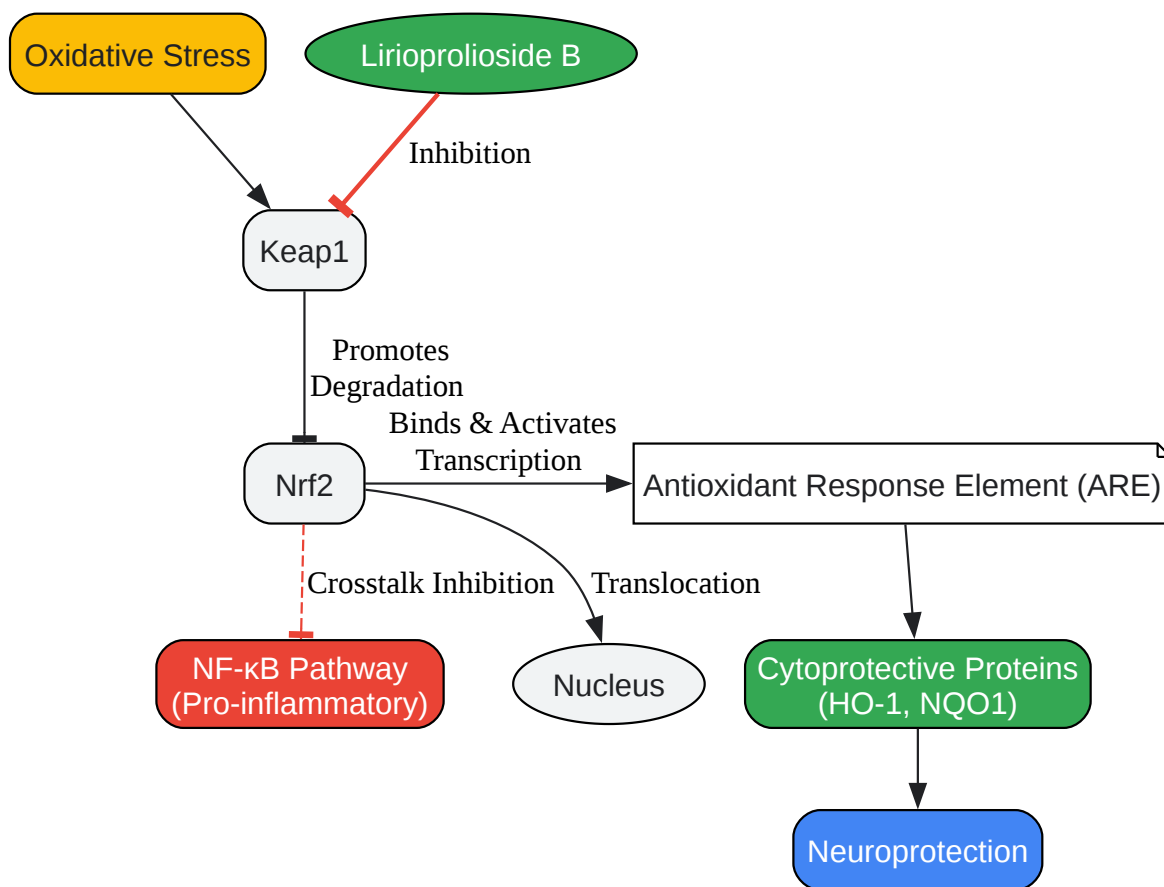 Oxidative Stress
Lirioprolioside B
Inhibition
Keap1
Promotes
Degradation
Binds & Activates
Transcription
Nrf2
Antioxidant Response Element (ARE)
Crosstalk Inhibition
Translocation
NF-κB Pathway
(Pro-inflammatory)
Nucleus
Cytoprotective Proteins
(HO-1, NQO1)
Neuroprotection